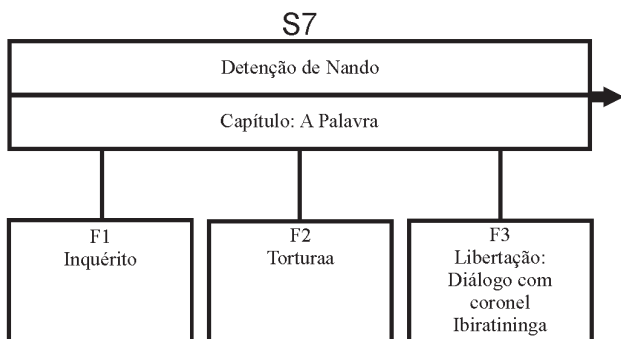 S7
Detenção de Nando
Capítulo: A Palavra
F1
Inquérito
F2
Torturaa
F3
Libertação:
Diálogo com
coronel
Ibiratininga